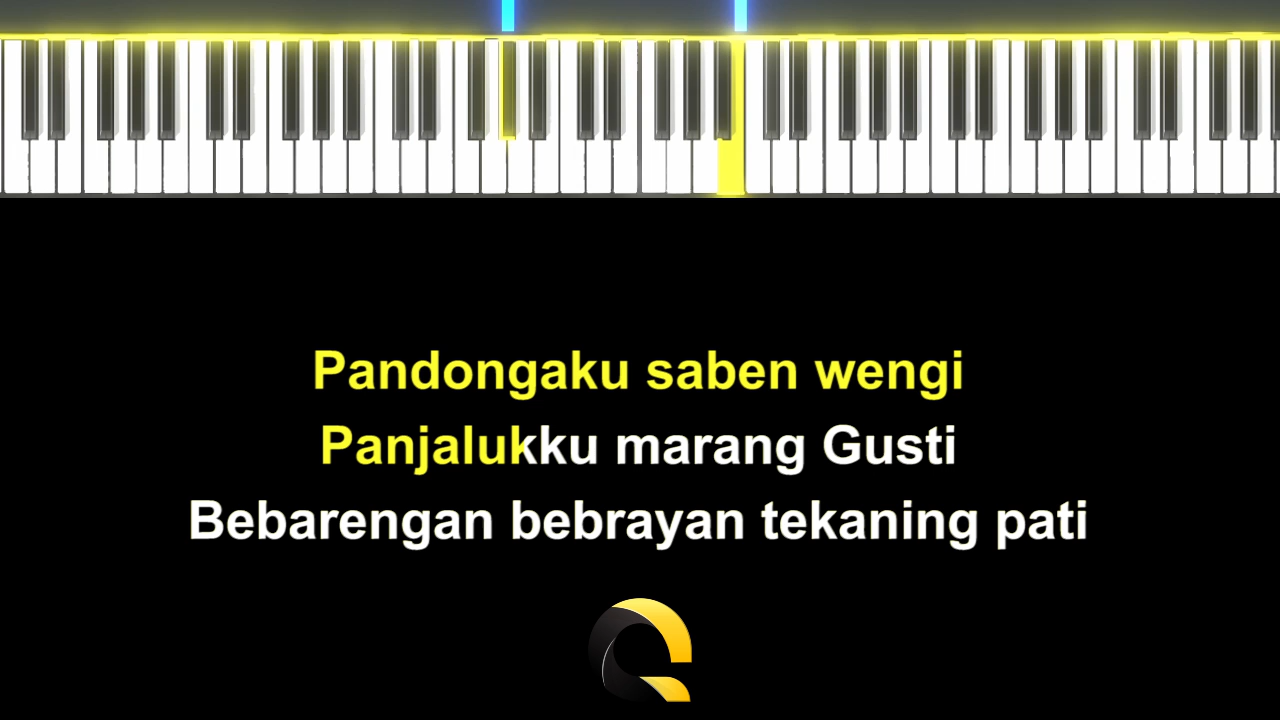 Pandongaku saben wengi
Panjalukku marang Gusti
Bebarengan bebrayan tekaning pati